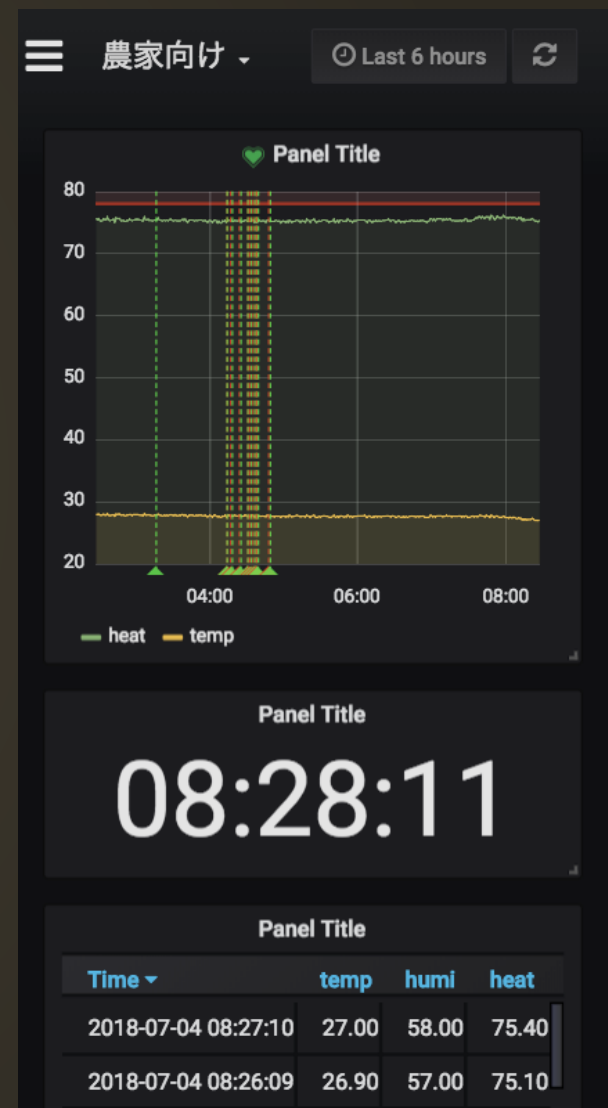 農家向け Last 6 hours
Panel Title
80
70
60
50
40
30
20
04:00 06:00 08:00
heat temp
Panel Title
08:28:11
Panel Title
Time temp humi heat
2018-07-04 08:27:10 27.00 58.00 75.40
2018-07-04 08:26:09 26.90 57.00 75.10